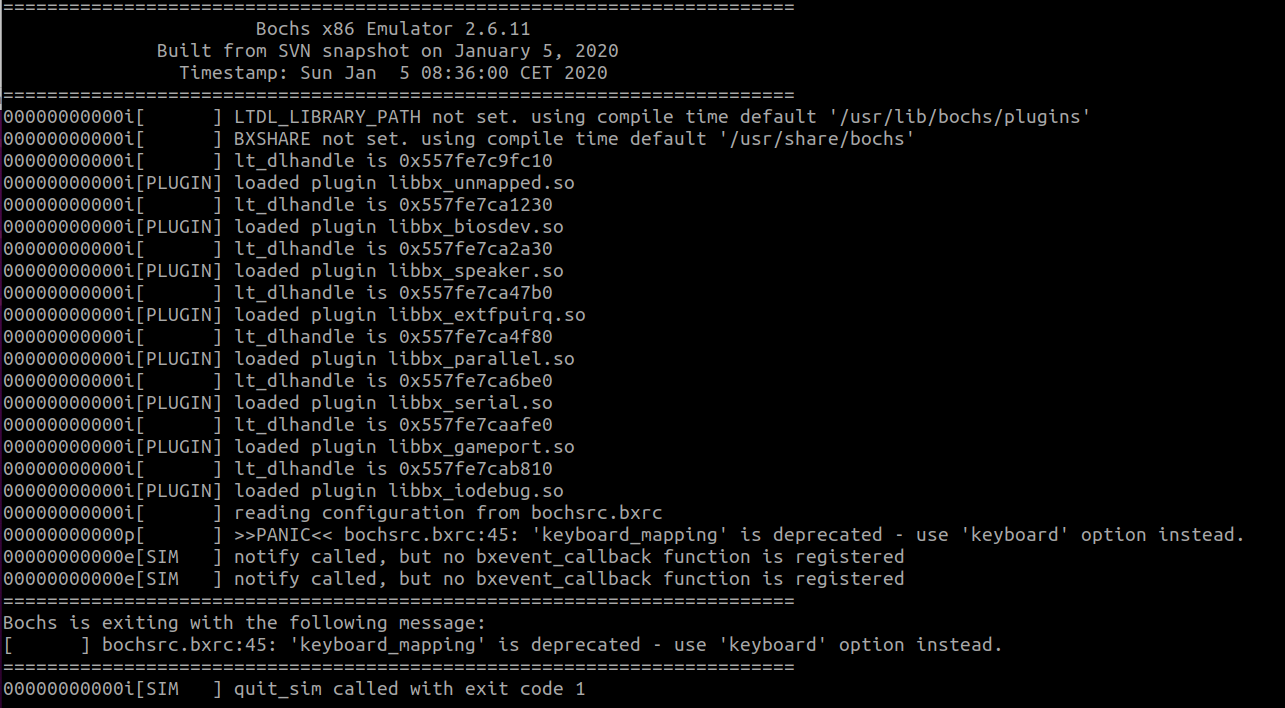 ========================================================================
Bochs x86 Emulator 2.6.11
Built from SVN snapshot on January 5, 2020
Timestamp: Sun Jan  5 08:36:00 CET 2020
========================================================================
00000000000i[      ] LTDL_LIBRARY_PATH not set. using compile time default '/usr/lib/bochs/plugins'
00000000000i[      ] BXSHARE not set. using compile time default '/usr/share/bochs'
00000000000i[      ] lt_dlhandle is 0x557fe7c9fc10
00000000000i[PLUGIN] loaded plugin libbx_unmapped.so
00000000000i[      ] lt_dlhandle is 0x557fe7ca1230
00000000000i[PLUGIN] loaded plugin libbx_biosdev.so
00000000000i[      ] lt_dlhandle is 0x557fe7ca2a30
00000000000i[PLUGIN] loaded plugin libbx_speaker.so
00000000000i[      ] lt_dlhandle is 0x557fe7ca47b0
00000000000i[PLUGIN] loaded plugin libbx_extfpuirq.so
00000000000i[      ] lt_dlhandle is 0x557fe7ca4f80
00000000000i[PLUGIN] loaded plugin libbx_parallel.so
00000000000i[      ] lt_dlhandle is 0x557fe7ca6be0
00000000000i[PLUGIN] loaded plugin libbx_serial.so
00000000000i[      ] lt_dlhandle is 0x557fe7caafe0
00000000000i[PLUGIN] loaded plugin libbx_gameport.so
00000000000i[      ] lt_dlhandle is 0x557fe7cab810
00000000000i[PLUGIN] loaded plugin libbx_iodebug.so
00000000000i[      ] reading configuration from bochsrc.bxrc
00000000000p[      ] >>PANIC<< bochsrc.bxrc:45: 'keyboard_mapping' is deprecated - use 'keyboard' option instead.
00000000000e[SIM   ] notify called, but no bxevent_callback function is registered
00000000000e[SIM   ] notify called, but no bxevent_callback function is registered
========================================================================
Bochs is exiting with the following message:
[      ] bochsrc.bxrc:45: 'keyboard_mapping' is deprecated - use 'keyboard' option instead.
========================================================================
00000000000i[SIM   ] quit_sim called with exit code 1